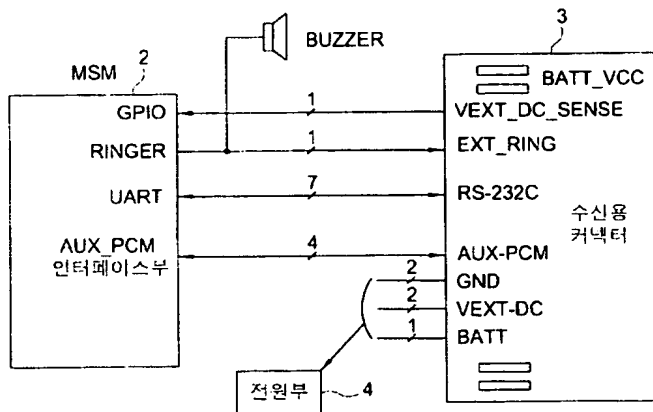 BUZZER
3
MSM
2
BATT_VCC
GPIO
1
VEXT_DC_SENSE
RINGER
1
EXT_RING
UART
7
RS-232C
수신용
커넥터
AUX_PCM
인터페이스부
4
AUX-PCM
2
GND
2
VEXT-DC
1
BATT
전원부
4